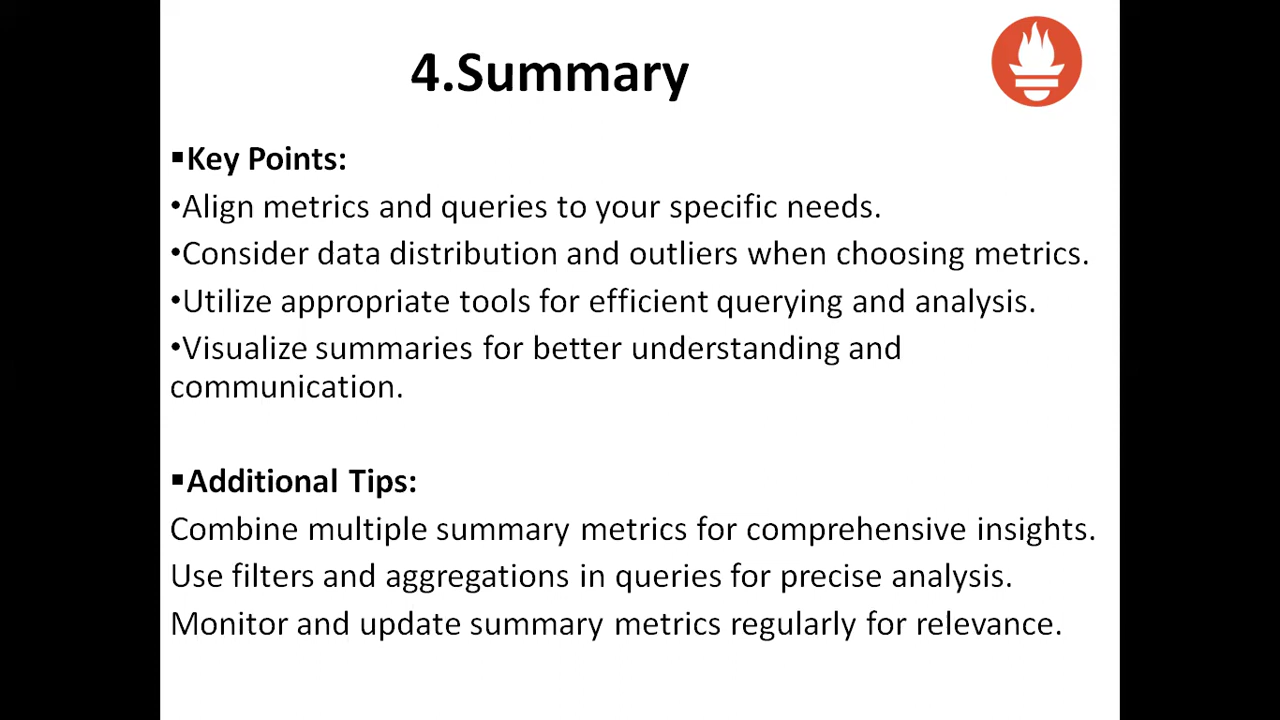 4.Summary
▪Key Points:
•Align metrics and queries to your specific needs.
•Consider data distribution and outliers when choosing metrics.
•Utilize appropriate tools for efficient querying and analysis.
•Visualize summaries for better understanding and
communication.
▪Additional Tips:
Combine multiple summary metrics for comprehensive insights.
Use filters and aggregations in queries for precise analysis.
Monitor and update summary metrics regularly for relevance.